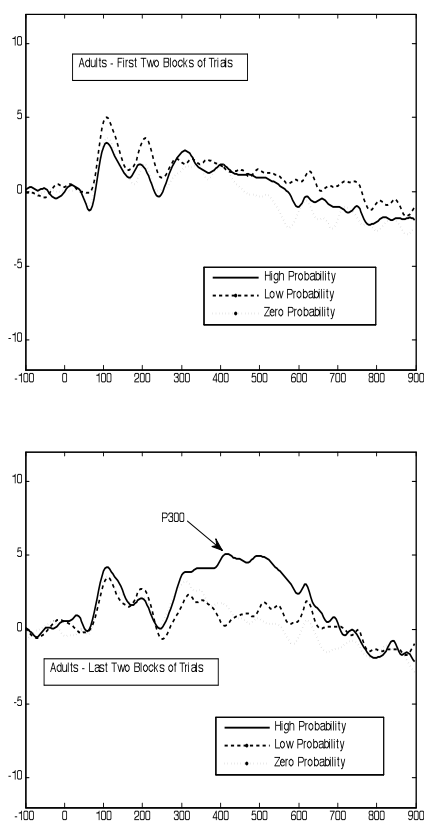 10
Adults - First Two Blocks of Trials
5
0
-5
High Probability
Low Probability
Zero Probability
-10
-100 0 100 200 300 400 500 600 700 800 900
10
P300
5
0
Adults - Last Two Blocks of Trials
-5
High Probability
Low Probability
Zero Probability
-10
-100 0 100 200 300 400 500 600 700 800 900